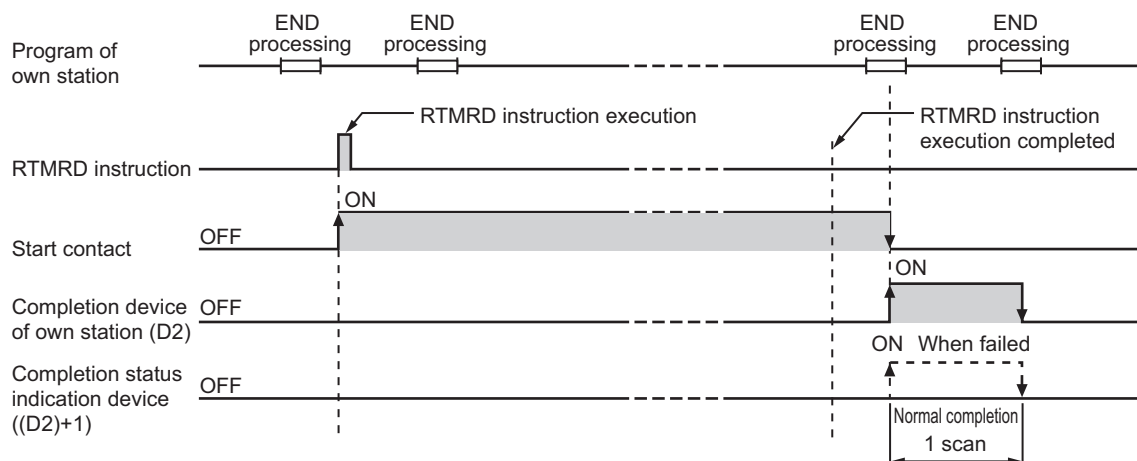 END
processing
END
processing
END
processing
END
processing
Program of
own station
RTMRD instruction execution
RTMRD instruction
execution completed
RTMRD instruction
ON
OFF
Start contact
ON
OFF
Completion device
of own station (D2)
ON When failed
OFF
Completion status
indication device
((D2)+1)
Normal completion
1 scan